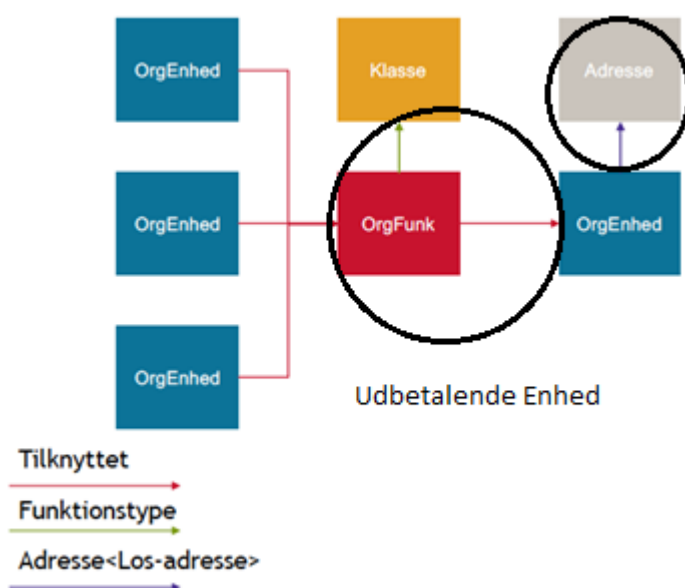 OrgEnhed
Klasse
Adresse
OrgEnhed
OrgFunk
OrgEnhed
OrgEnhed
Udbetalende Enhed
Tilknyttet
Funktionstype
Adresse<Los-adresse>